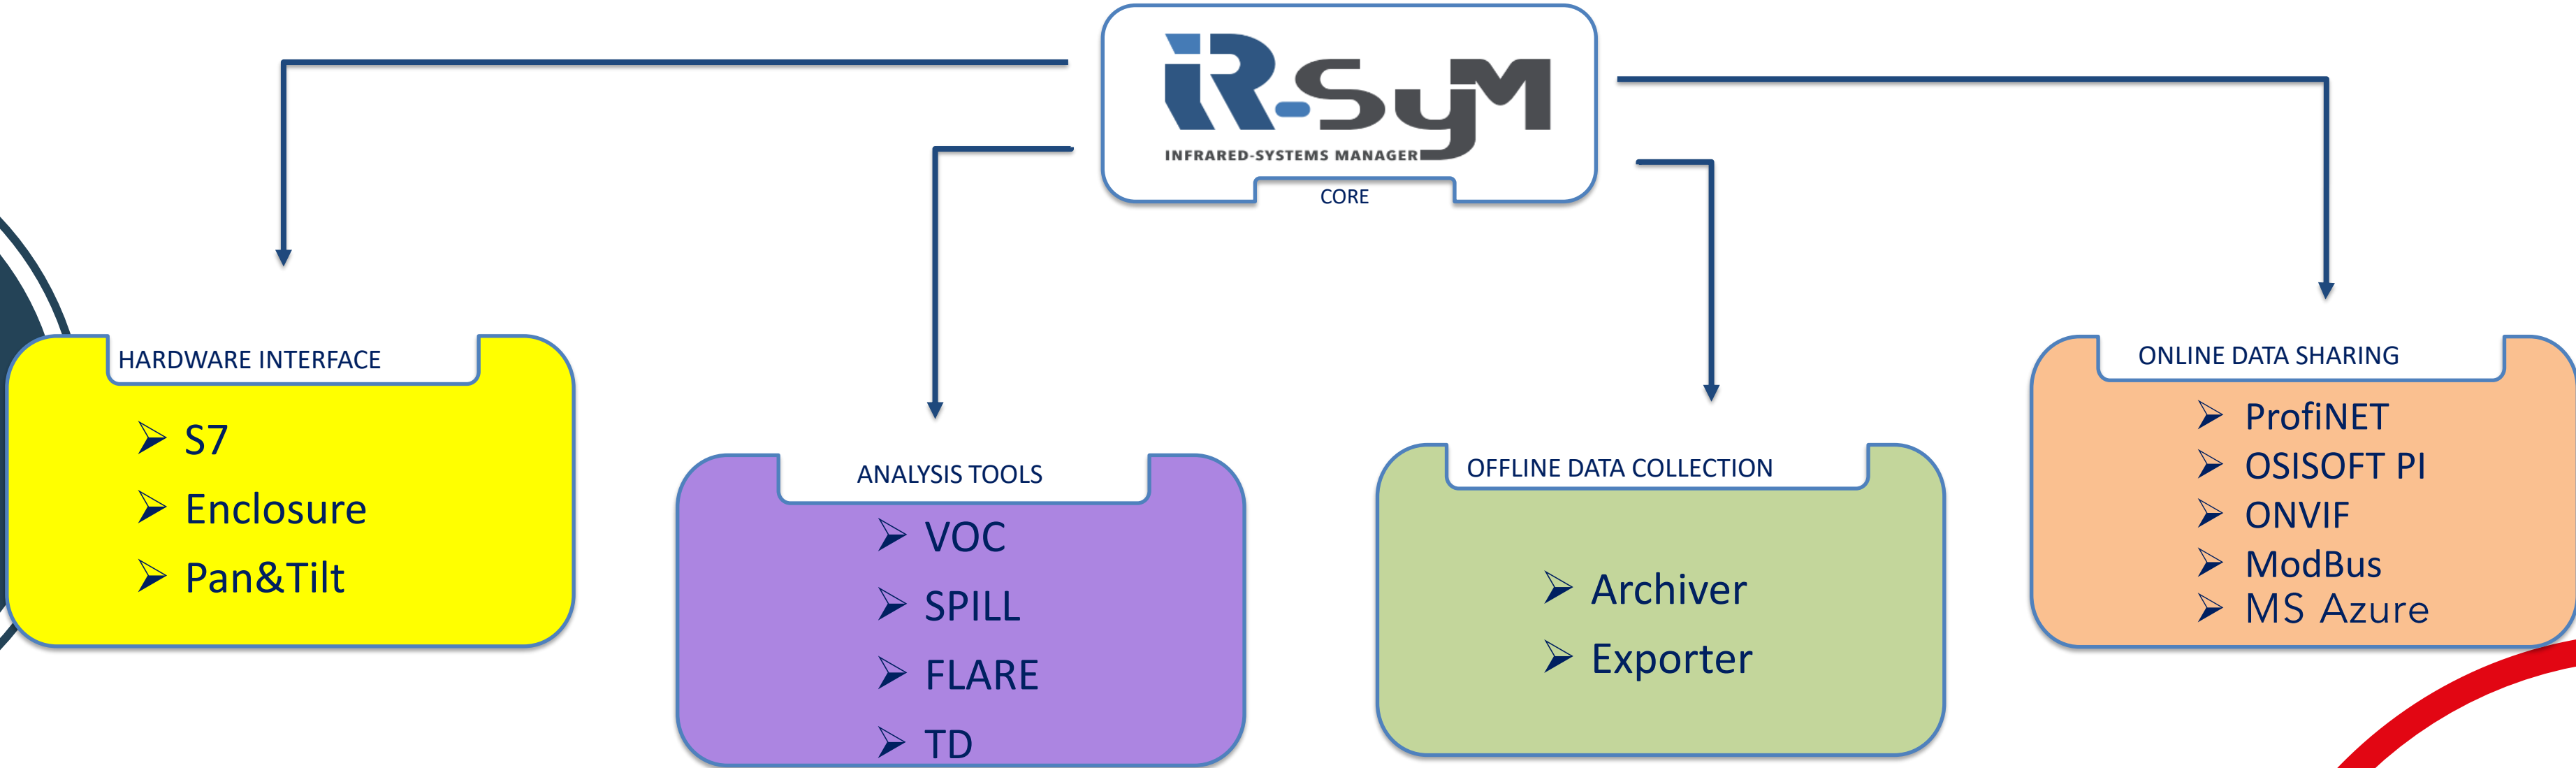 iR-SyM
INFRARED-SYSTEMS MANAGER
CORE
HARDWARE INTERFACE
S7
Enclosure
Pan&Tilt
ANALYSIS TOOLS
VOC
SPILL
FLARE
TD
OFFLINE DATA COLLECTION
Archiver
Exporter
ONLINE DATA SHARING
ProfiNET
OSISOFT PI
ONVIF
ModBus
MS Azure